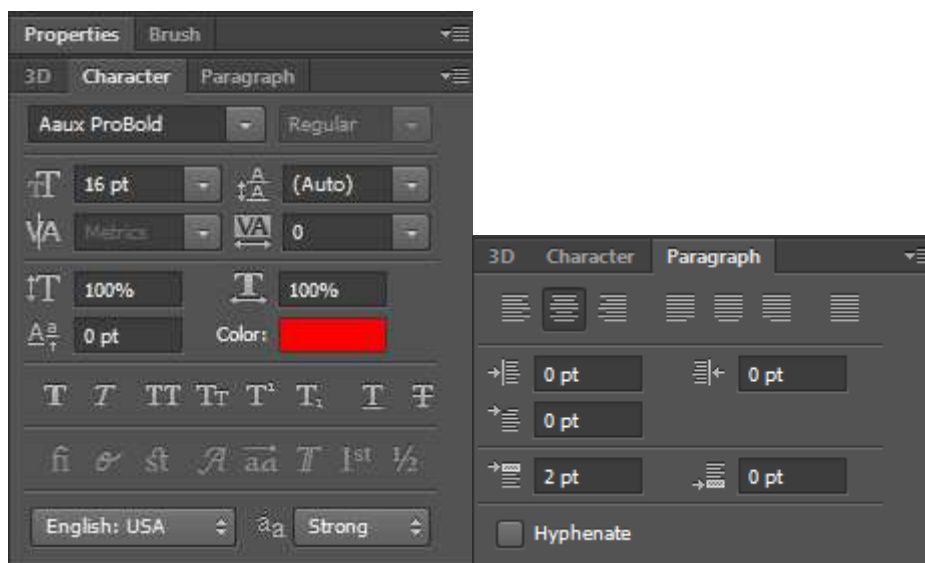 Properties Brush
3D Character Paragraph
Aaux ProBold Regular
16 pt (Auto)
Metrics 0
100% 100%
0 pt Color:
English: USA Strong
3D Character Paragraph
0 pt 0 pt
0 pt
2 pt 0 pt
Hyphenate